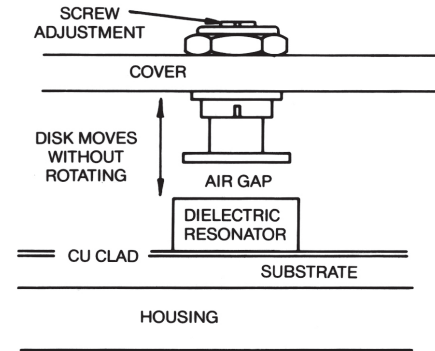 SCREW
ADJUSTMENT
COVER
DISK MOVES
WITHOUT
ROTATING
AIR GAP
DIELECTRIC
RESONATOR
CU CLAD
SUBSTRATE
HOUSING